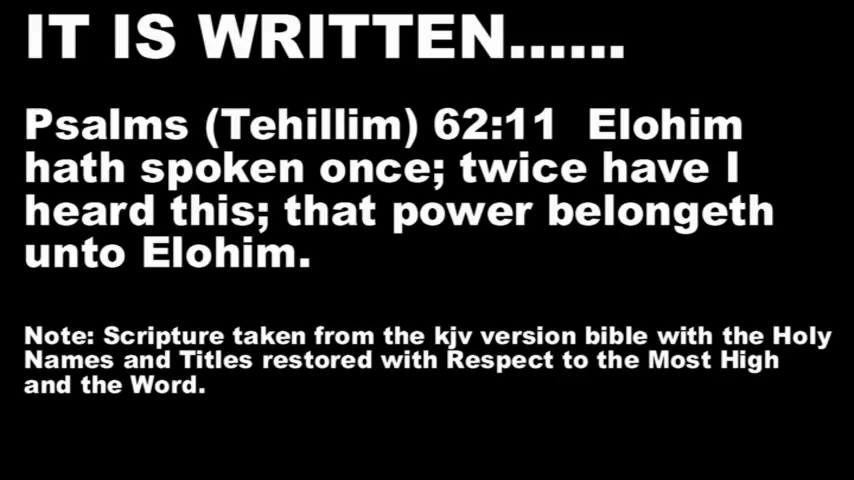 IT IS WRITTEN......
Psalms (Tehillim) 62:11  Elohim
hath spoken once; twice have I
heard this; that power belongeth
unto Elohim.
Note: Scripture taken from the kjv version bible with the Holy
Names and Titles restored with Respect to the Most High
and the Word.